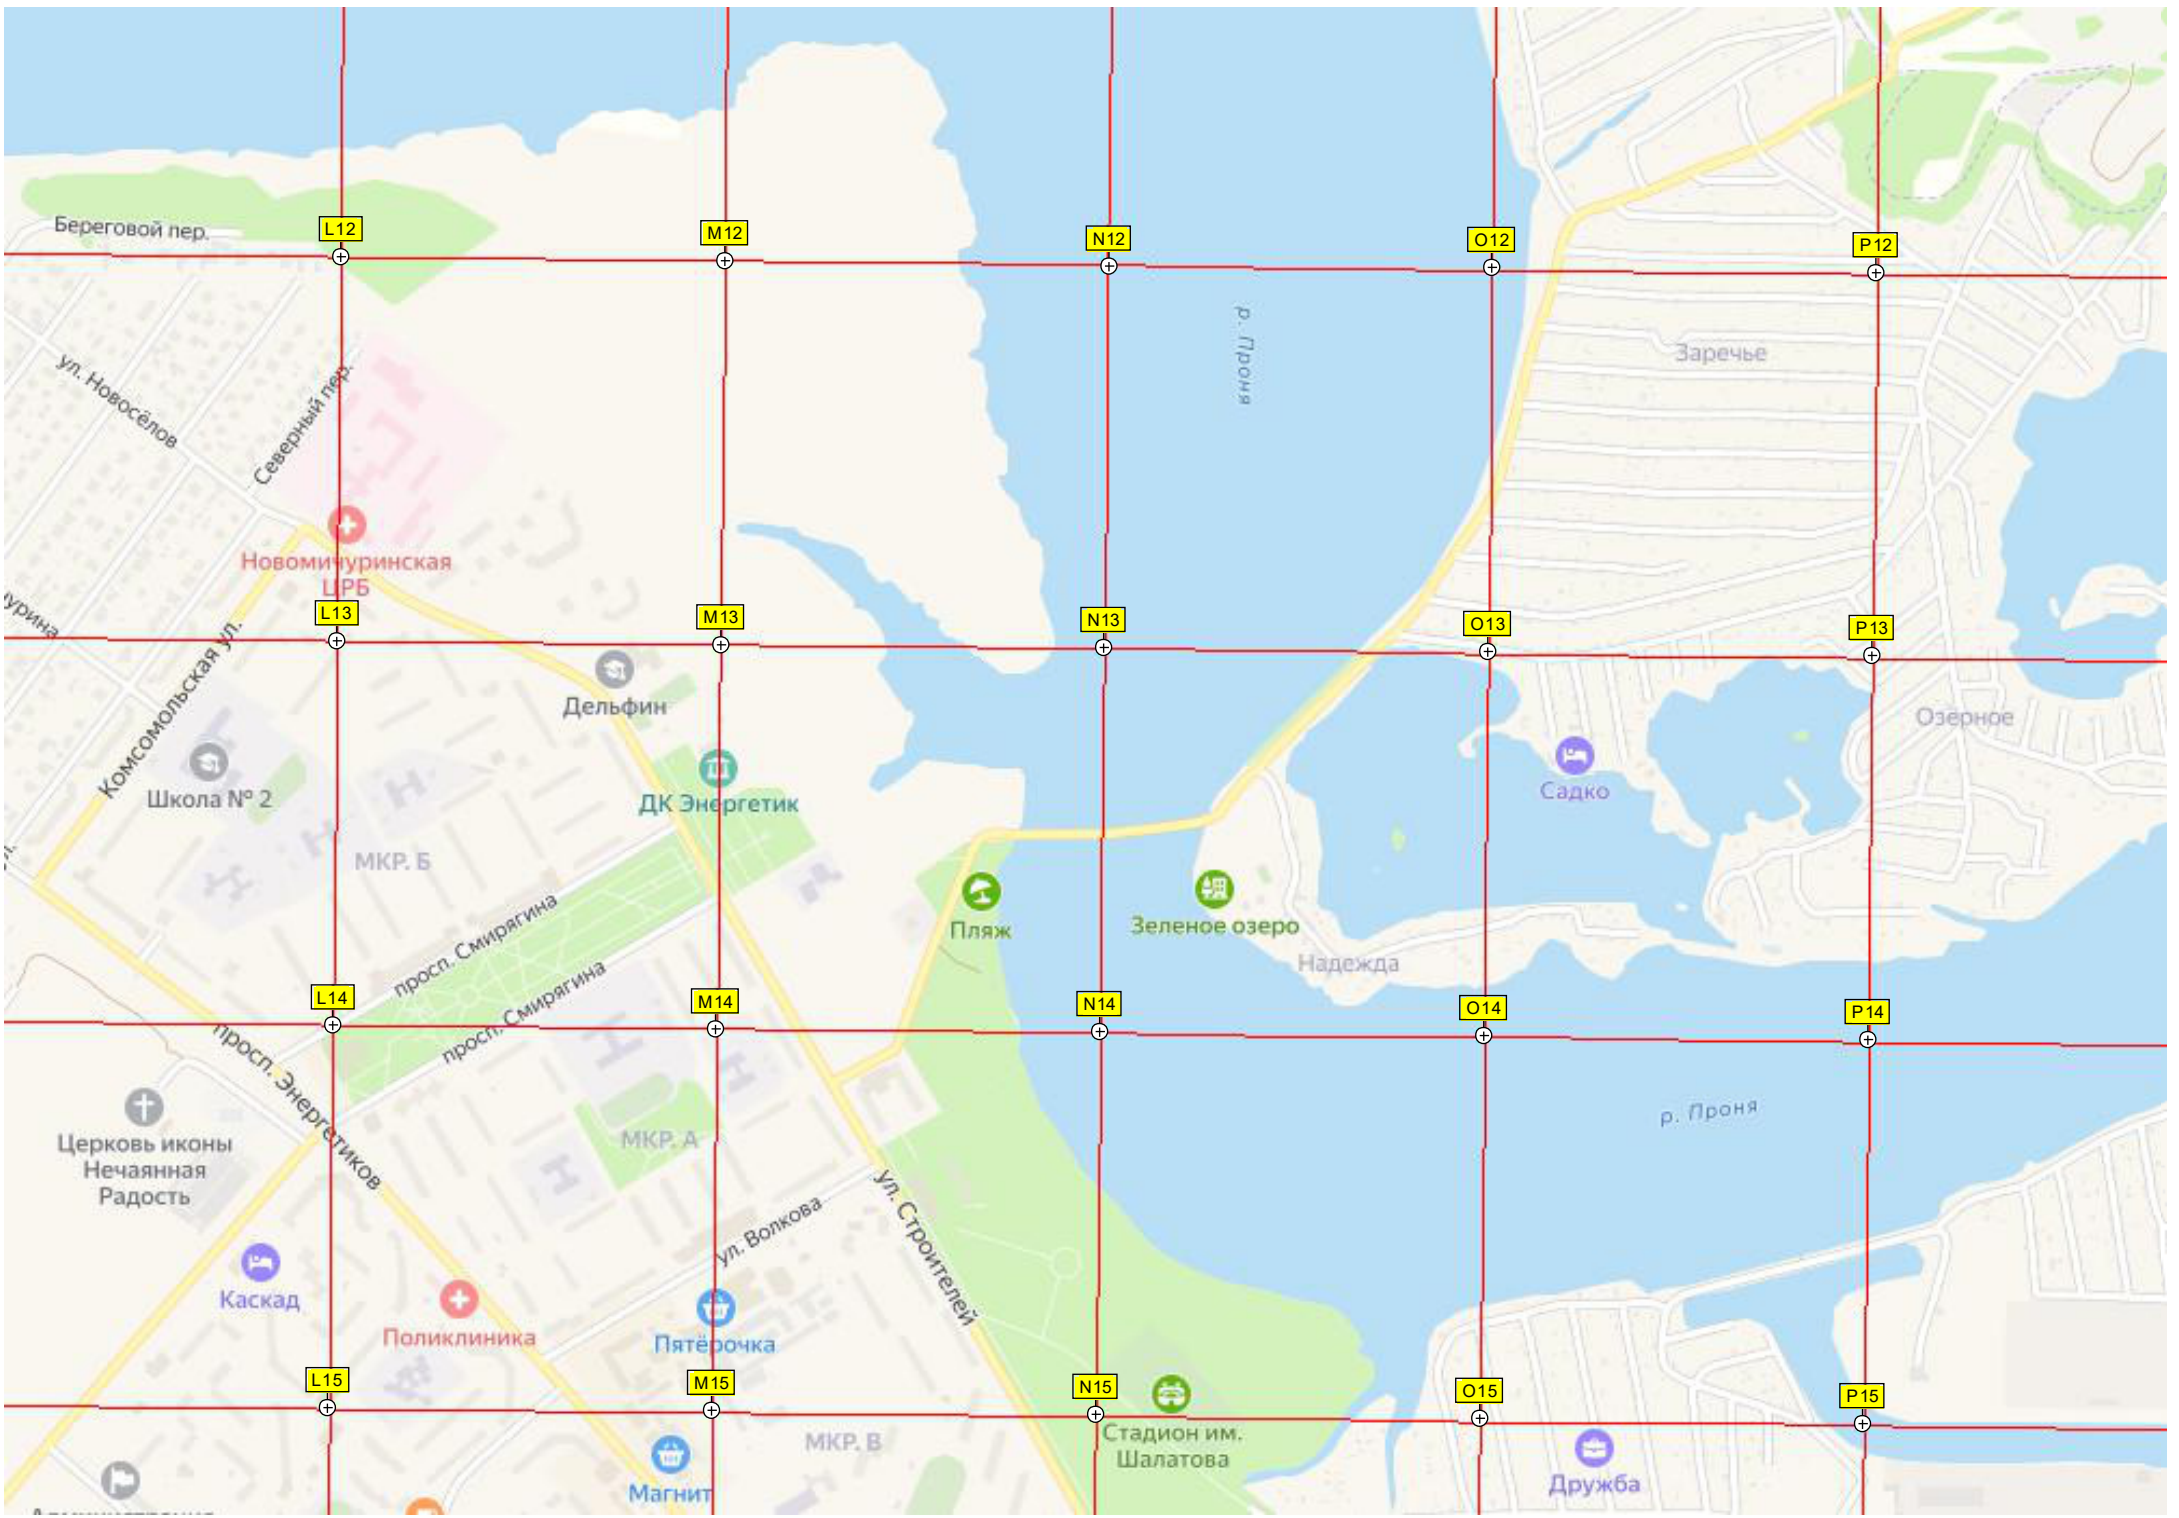 Береговой пер.
L12
M12
N12
O12
P12
р. Проня
Заречье
ул. Новосёлов
Северный пер.
Новомичуринская
ЦРБ
L13
M13
N13
O13
P13
Комсомольская ул.
Дельфин
Озёрное
Школа № 2
ДК Энергетик
Садко
МКР. Б
просп. Смирягина
Пляж
Зеленое озеро
Надежда
просп. Смирягина
L14
M14
N14
O14
P14
просп. Энергетиков
Церковь иконы
Нечаянная
Радость
МКР. А
р. Проня
ул. Волкова
ул. Строителей
Каскад
Поликлиника
Пятёрочка
L15
M15
N15
O15
P15
Стадион им.
Шалатова
МКР. В
Магнит
Дружба